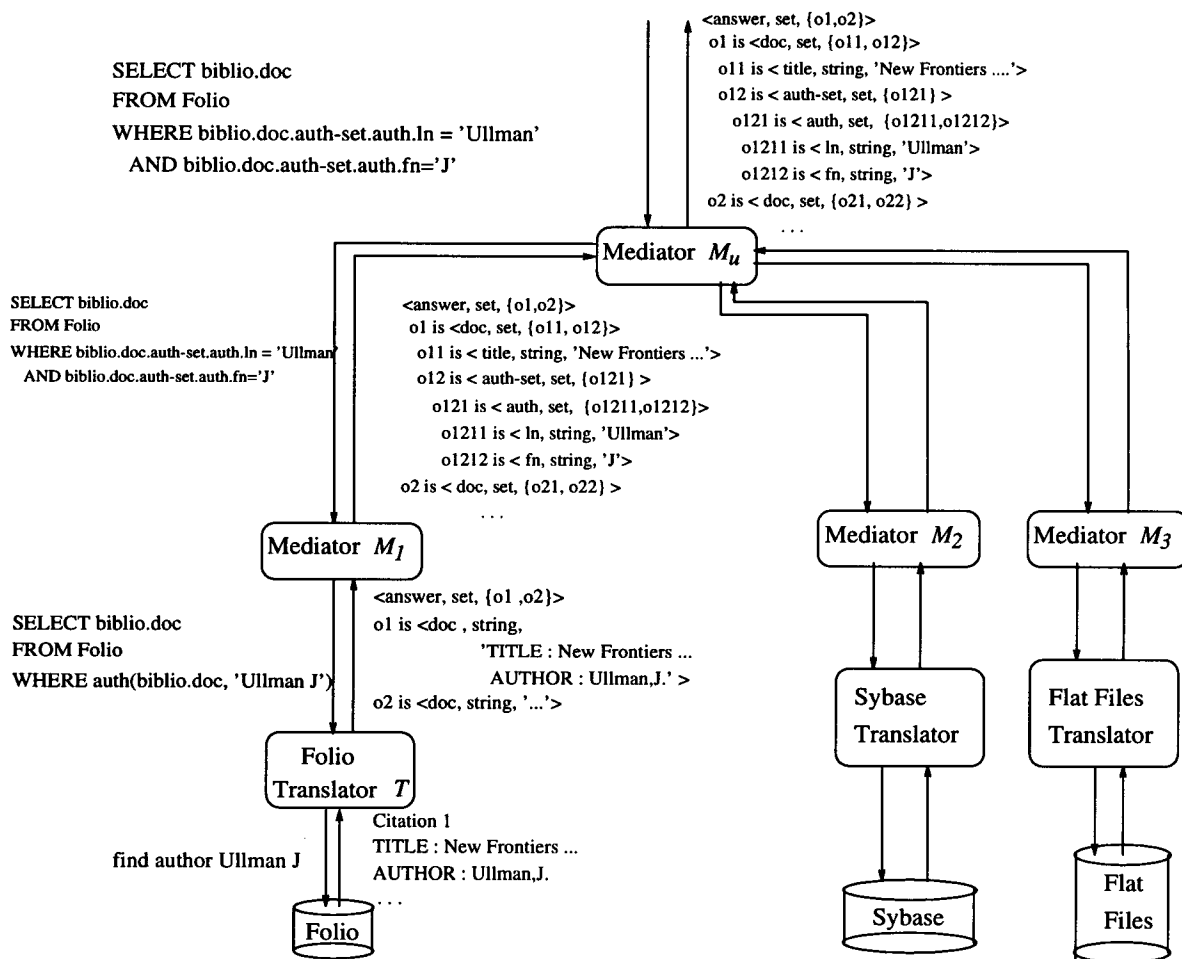 SELECT biblio.doc
FROM Folio
WHERE biblio.doc.auth-set.auth.ln = 'Ullman'
AND biblio.doc.auth-set.auth.fn='J'
<answer, set, {o1,o2}>
o1 is <doc, set, {o11, o12}>
o11 is < title, string, 'New Frontiers ....'>
o12 is < auth-set, set, {o121} >
o121 is < auth, set, {o1211,o1212}>
o1211 is < ln, string, 'Ullman'>
o1212 is < fn, string, 'J'>
o2 is < doc, set, {o21, o22} >
. . .
Mediator Mu
SELECT biblio.doc
FROM Folio
WHERE biblio.doc.auth-set.auth.ln = 'Ullman'
AND biblio.doc.auth-set.auth.fn='J'
<answer, set, {o1,o2}>
o1 is <doc, set, {o11, o12}>
o11 is < title, string, 'New Frontiers ...'>
o12 is < auth-set, set, {o121} >
o121 is < auth, set, {o1211,o1212}>
o1211 is < ln, string, 'Ullman'>
o1212 is < fn, string, 'J'>
o2 is < doc, set, {o21, o22} >
. . .
Mediator M1
Mediator M2
Mediator M3
SELECT biblio.doc
FROM Folio
WHERE auth(biblio.doc, 'Ullman J')
<answer, set, {o1 ,o2}>
o1 is <doc , string,
'TITLE : New Frontiers ...
AUTHOR : Ullman,J.' >
o2 is <doc, string, '...'>
Folio
Translator T
Sybase
Translator
Flat Files
Translator
find author Ullman J
Citation 1
TITLE : New Frontiers ...
AUTHOR : Ullman,J.
. . .
Folio
Sybase
Flat
Files